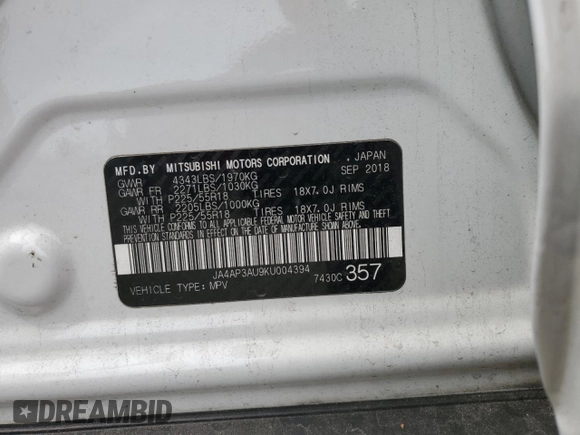 MFD.BY MITSUBISHI MOTORS CORPORATION , JAPAN
GVWR 4343LBS/1970KG SEP 2018
GAWR FR 2271LBS/1030KG
WITH P225/55R18 TIRES 18X7.0J RIMS
GAWR RR 2205LBS/1000KG
WITH P225/55R18 TIRES 18X7.0J RIMS
THIS VEHICLE CONFORMS TO ALL APPLICABLE FEDERAL MOTOR VEHICLE SAFETY AND THEFT
PREVENTION STANDARDS IN EFFECT ON THE DATE OF MANUFACTURE SHOWN ABOVE.
JA4AP3AU9KU004394
VEHICLE TYPE: MPV 7430C 357
DREAMBID